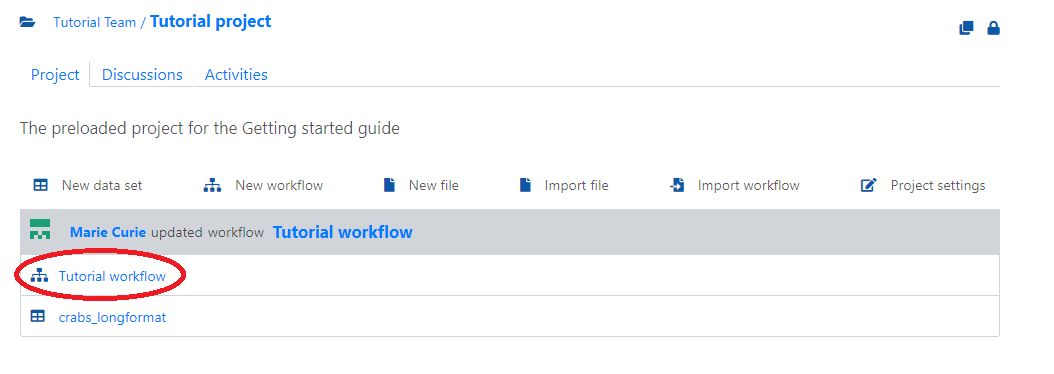 Tutorial Team / Tutorial project
Project Discussions Activities
The preloaded project for the Getting started guide
New data set New workflow New file Import file Import workflow Project settings
Marie Curie updated workflow Tutorial workflow
Tutorial workflow
crabs_longformat